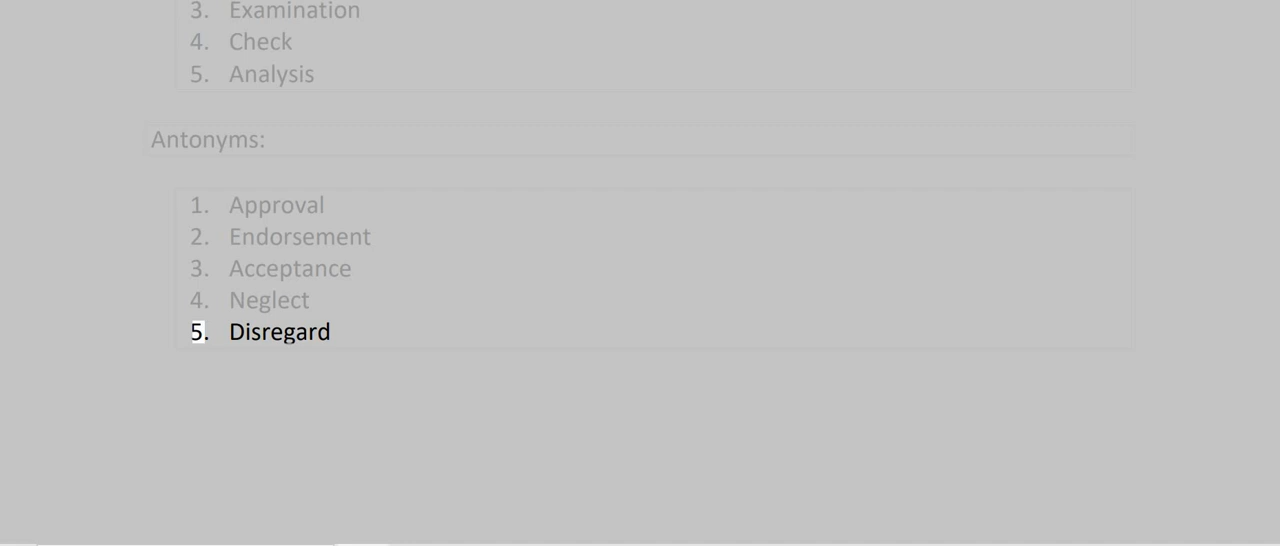 3. Examination
4. Check
5. Analysis
Antonyms:
1. Approval
2. Endorsement
3. Acceptance
4. Neglect
5. Disregard